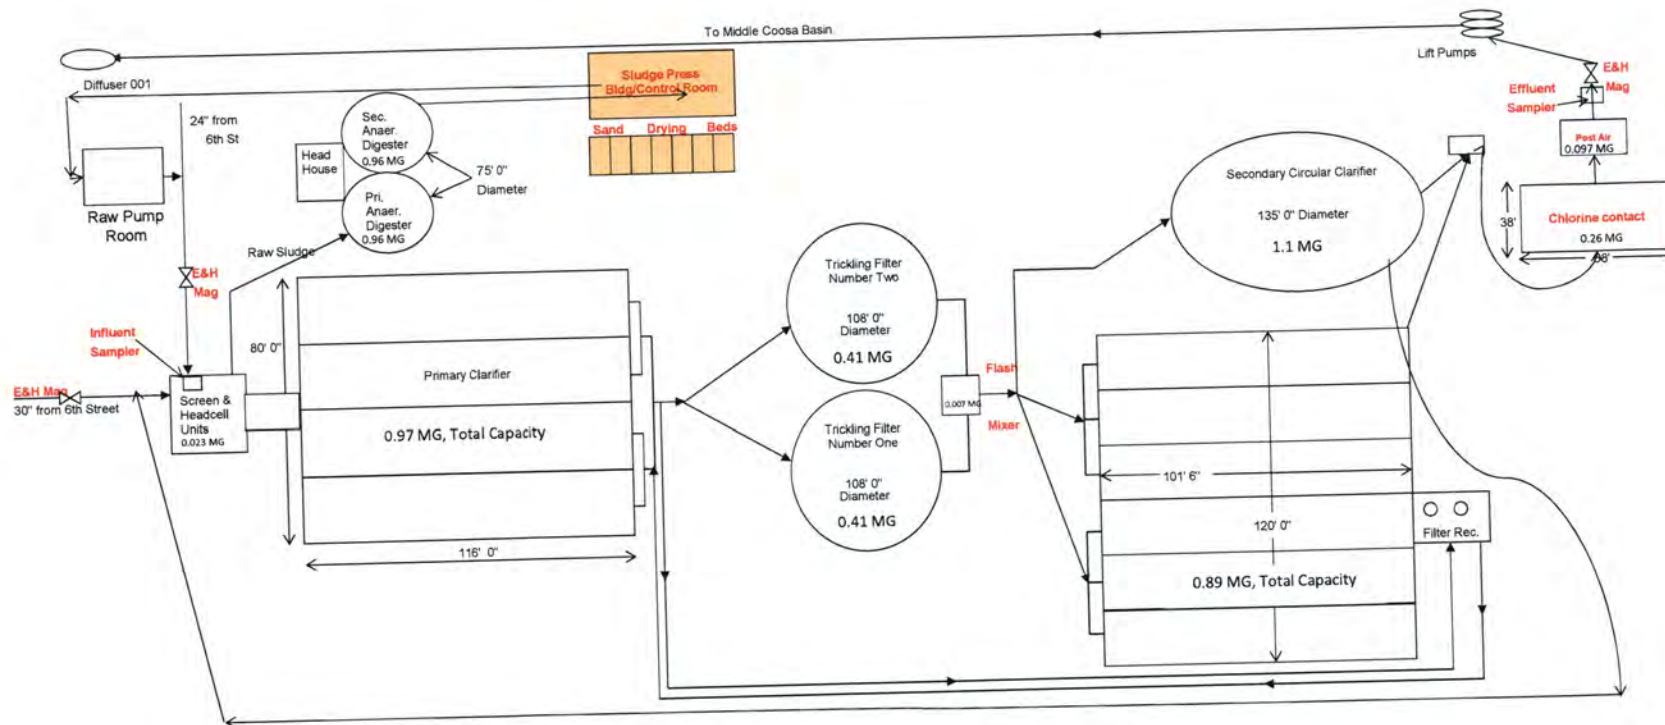 To Middle Coosa Basin
Lift Pumps
Diffuser 001
E&H
Mag
Effluent
Sampler
Post Air
0.097 MG
Sludge Press
Bldg/Control Room
Sand Drying Beds
24" from
6th St
Sec.
Anaer.
Digester
0.96 MG
Head
House
75' 0"
Diameter
Pri.
Anaer.
Digester
0.96 MG
Raw Pump
Room
Raw Sludge
E&H
Mag
Influent
Sampler
E&H Mag
30" from 6th Street
Screen &
Headcell
Units
0.023 MG
80' 0"
Primary Clarifier
0.97 MG, Total Capacity
116' 0"
Trickling Filter
Number Two
108' 0"
Diameter
0.41 MG
Trickling Filter
Number One
108' 0"
Diameter
0.41 MG
0.007 MG
Flash
Mixer
Secondary Circular Clarifier
135' 0" Diameter
1.1 MG
38'
Chlorine contact
0.26 MG
101' 6"
120' 0"
0.89 MG, Total Capacity
Filter Rec.